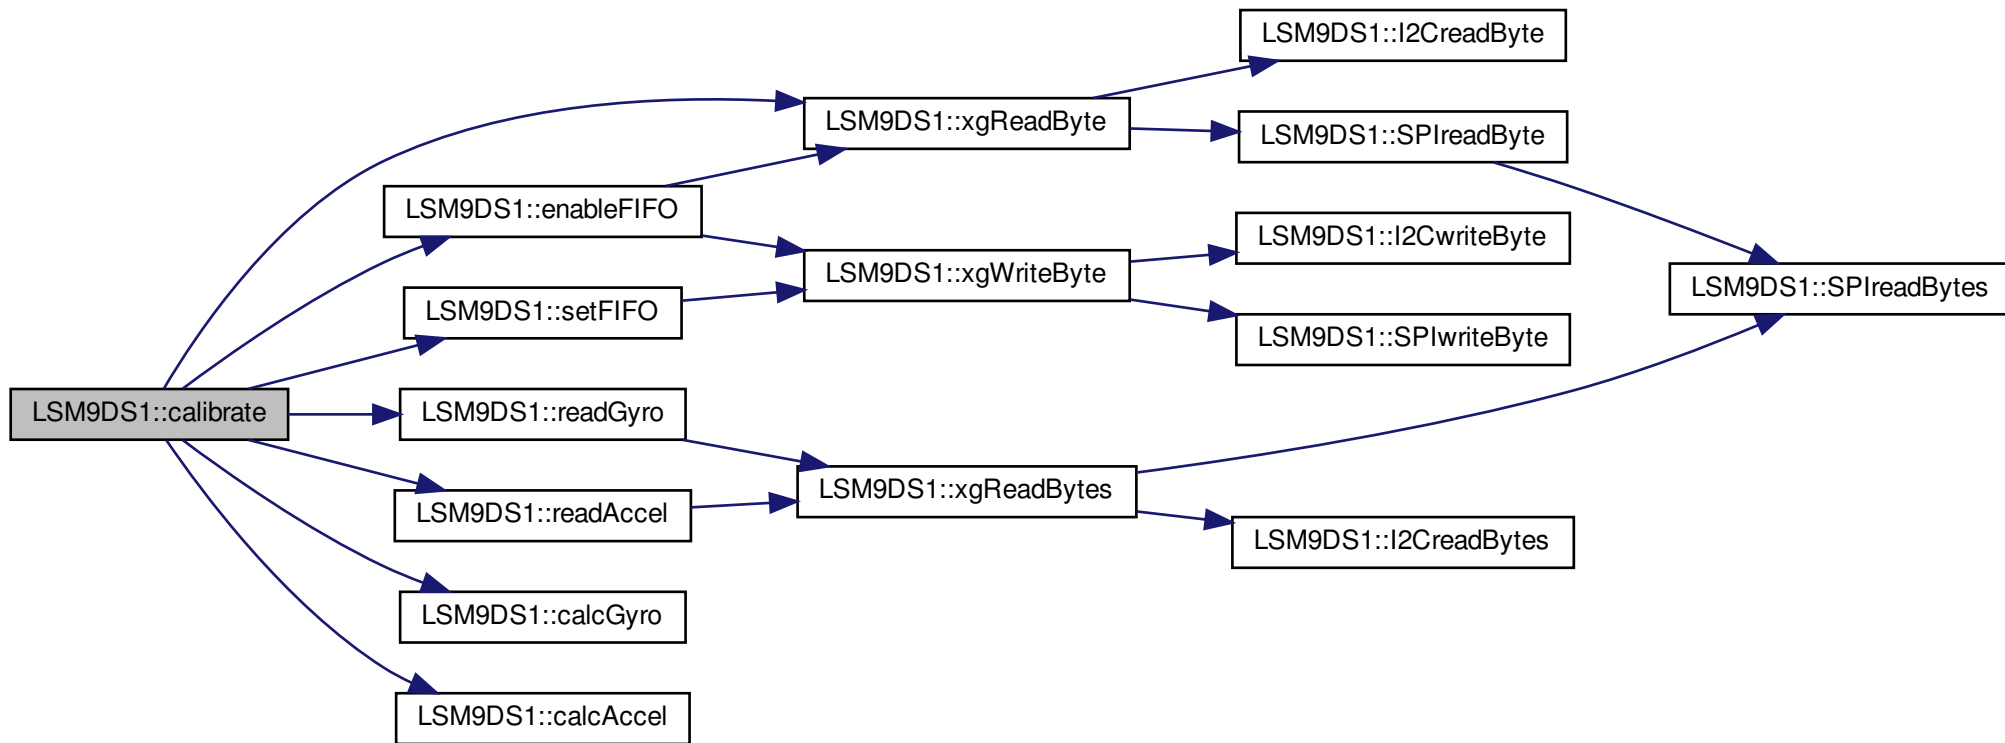 LSM9DS1::I2CreadByte
LSM9DS1::xgReadByte
LSM9DS1::SPIreadByte
LSM9DS1::enableFIFO
LSM9DS1::I2CwriteByte
LSM9DS1::xgWriteByte
LSM9DS1::SPIreadBytes
LSM9DS1::setFIFO
LSM9DS1::SPIwriteByte
LSM9DS1::calibrate
LSM9DS1::readGyro
LSM9DS1::xgReadBytes
LSM9DS1::readAccel
LSM9DS1::I2CreadBytes
LSM9DS1::calcGyro
LSM9DS1::calcAccel